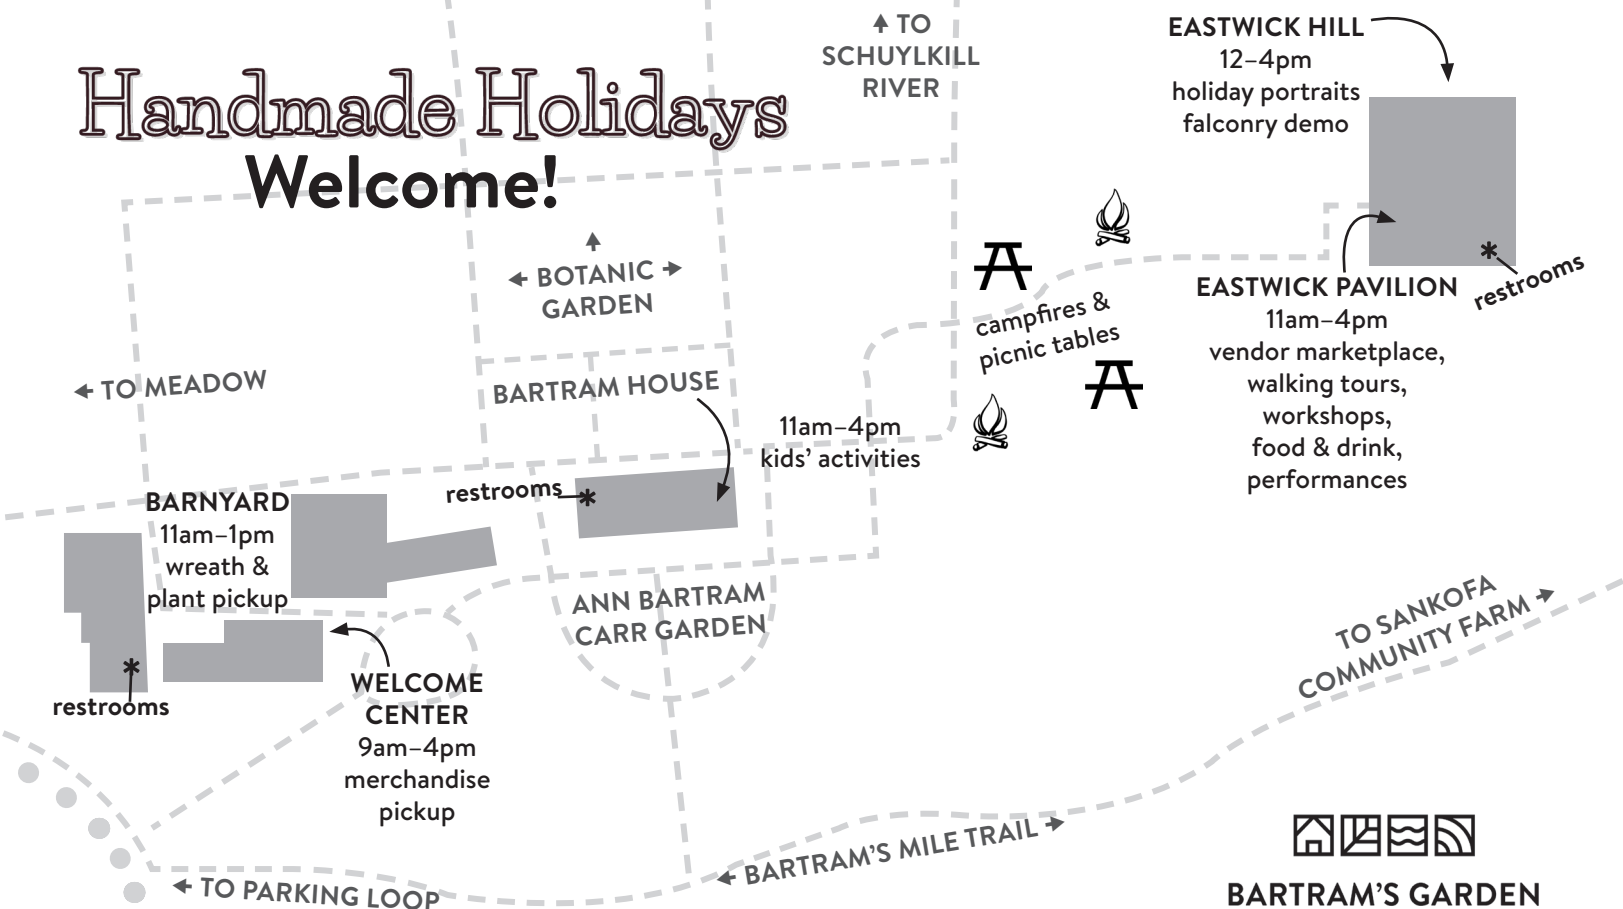 Handmade Holidays
Welcome!
TO
SCHUYLKILL
RIVER
EASTWICK HILL
12–4pm
holiday portraits
falconry demo
BOTANIC
GARDEN
restrooms
EASTWICK PAVILION
11am–4pm
vendor marketplace,
walking tours,
workshops,
food & drink,
performances
campfires &
picnic tables
TO MEADOW
BARTRAM HOUSE
11am–4pm
kids’ activities
restrooms
BARNYARD
11am–1pm
wreath &
plant pickup
ANN BARTRAM
CARR GARDEN
TO SANKOFA
COMMUNITY FARM
restrooms
WELCOME
CENTER
9am–4pm
merchandise
pickup
BARTRAM’S MILE TRAIL
TO PARKING LOOP
BARTRAM’S GARDEN